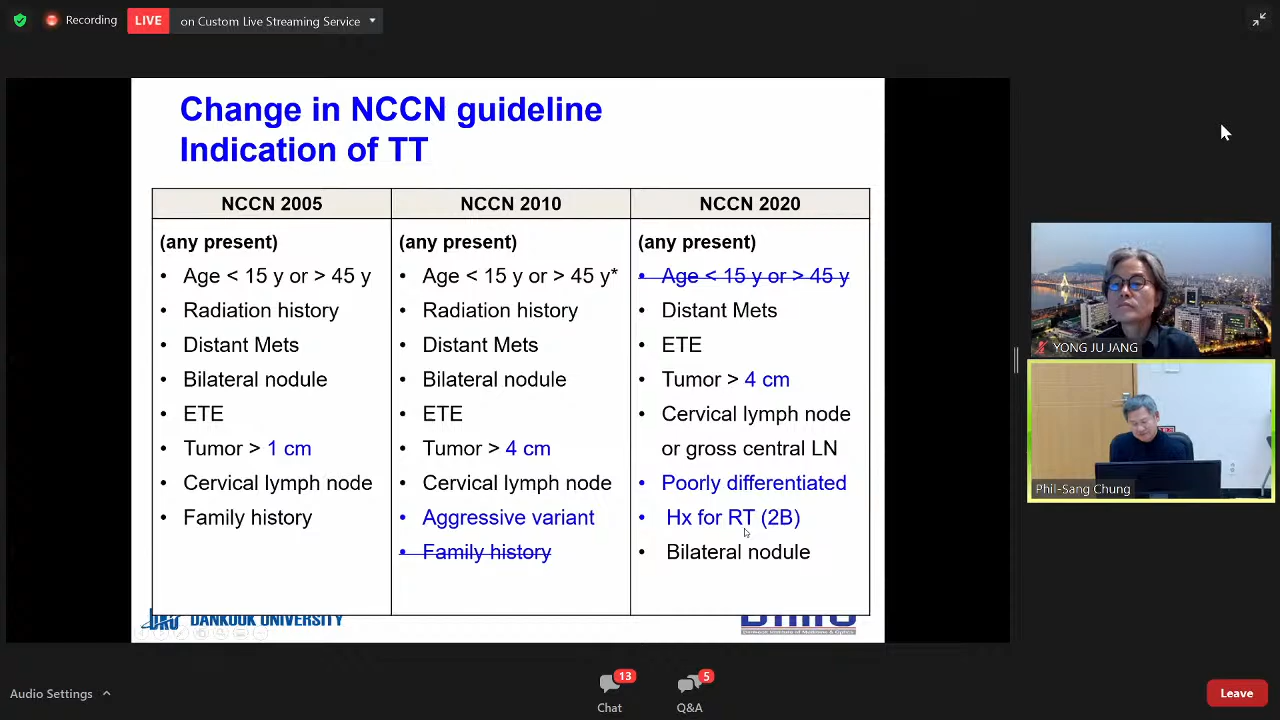 Recording
LIVE
on Custom Live Streaming Service
Change in NCCN guideline
Indication of TT
NCCN 2005
(any present)
• Age < 15 y or > 45 y
• Radiation history
• Distant Mets
• Bilateral nodule
• ETE
• Tumor > 1 cm
• Cervical lymph node
• Family history
NCCN 2010
(any present)
• Age < 15 y or > 45 y*
• Radiation history
• Distant Mets
• Bilateral nodule
• ETE
• Tumor > 4 cm
• Cervical lymph node
• Aggressive variant
• Family history
NCCN 2020
(any present)
• Age < 15 y or > 45 y
• Distant Mets
• ETE
• Tumor > 4 cm
• Cervical lymph node
or gross central LN
• Poorly differentiated
• Hx for RT (2B)
• Bilateral nodule
DANKOOK UNIVERSITY
YONG JU JANG
Phil-Sang Chung
Audio Settings
13
Chat
5
Q&A
Leave